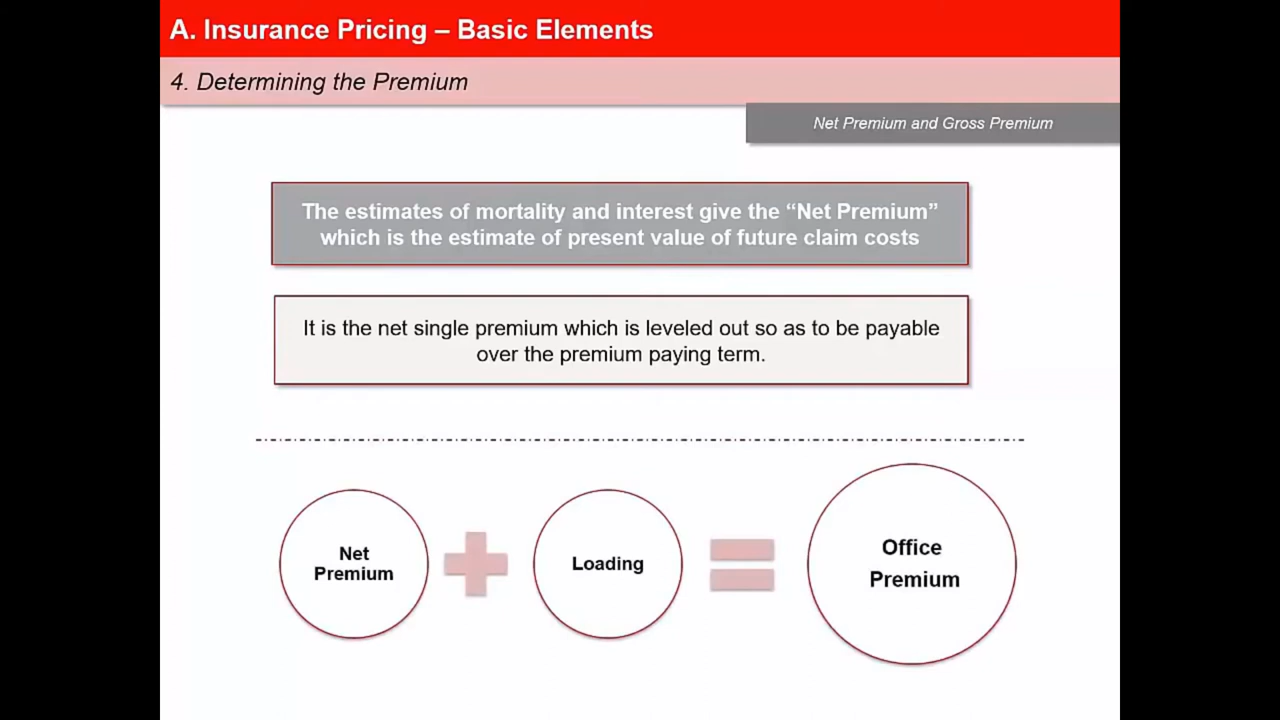 A. Insurance Pricing – Basic Elements
4. Determining the Premium
Net Premium and Gross Premium
The estimates of mortality and interest give the “Net Premium”
which is the estimate of present value of future claim costs
It is the net single premium which is leveled out so as to be payable
over the premium paying term.
Net
Premium
Loading
Office
Premium